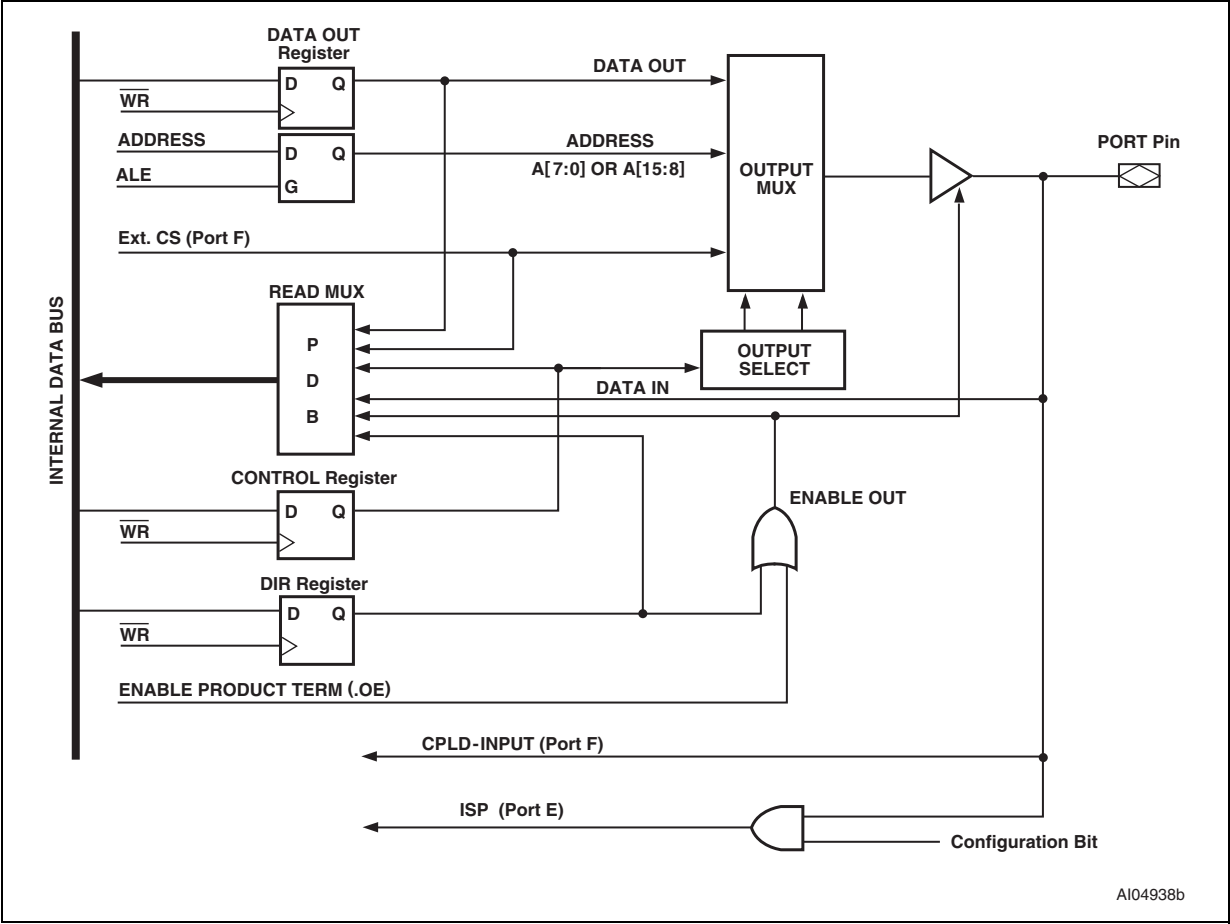 DATA OUT
Register
D Q
WR
DATA OUT
ADDRESS
D Q
ALE
G
ADDRESS
A[7:0] OR A[15:8]
OUTPUT
MUX
PORT Pin
Ext. CS (Port F)
READ MUX
P
D
B
OUTPUT
SELECT
DATA IN
INTERNAL DATA BUS
CONTROL Register
D Q
WR
ENABLE OUT
DIR Register
D Q
WR
ENABLE PRODUCT TERM (.OE)
CPLD-INPUT (Port F)
ISP (Port E)
Configuration Bit
AI04938b